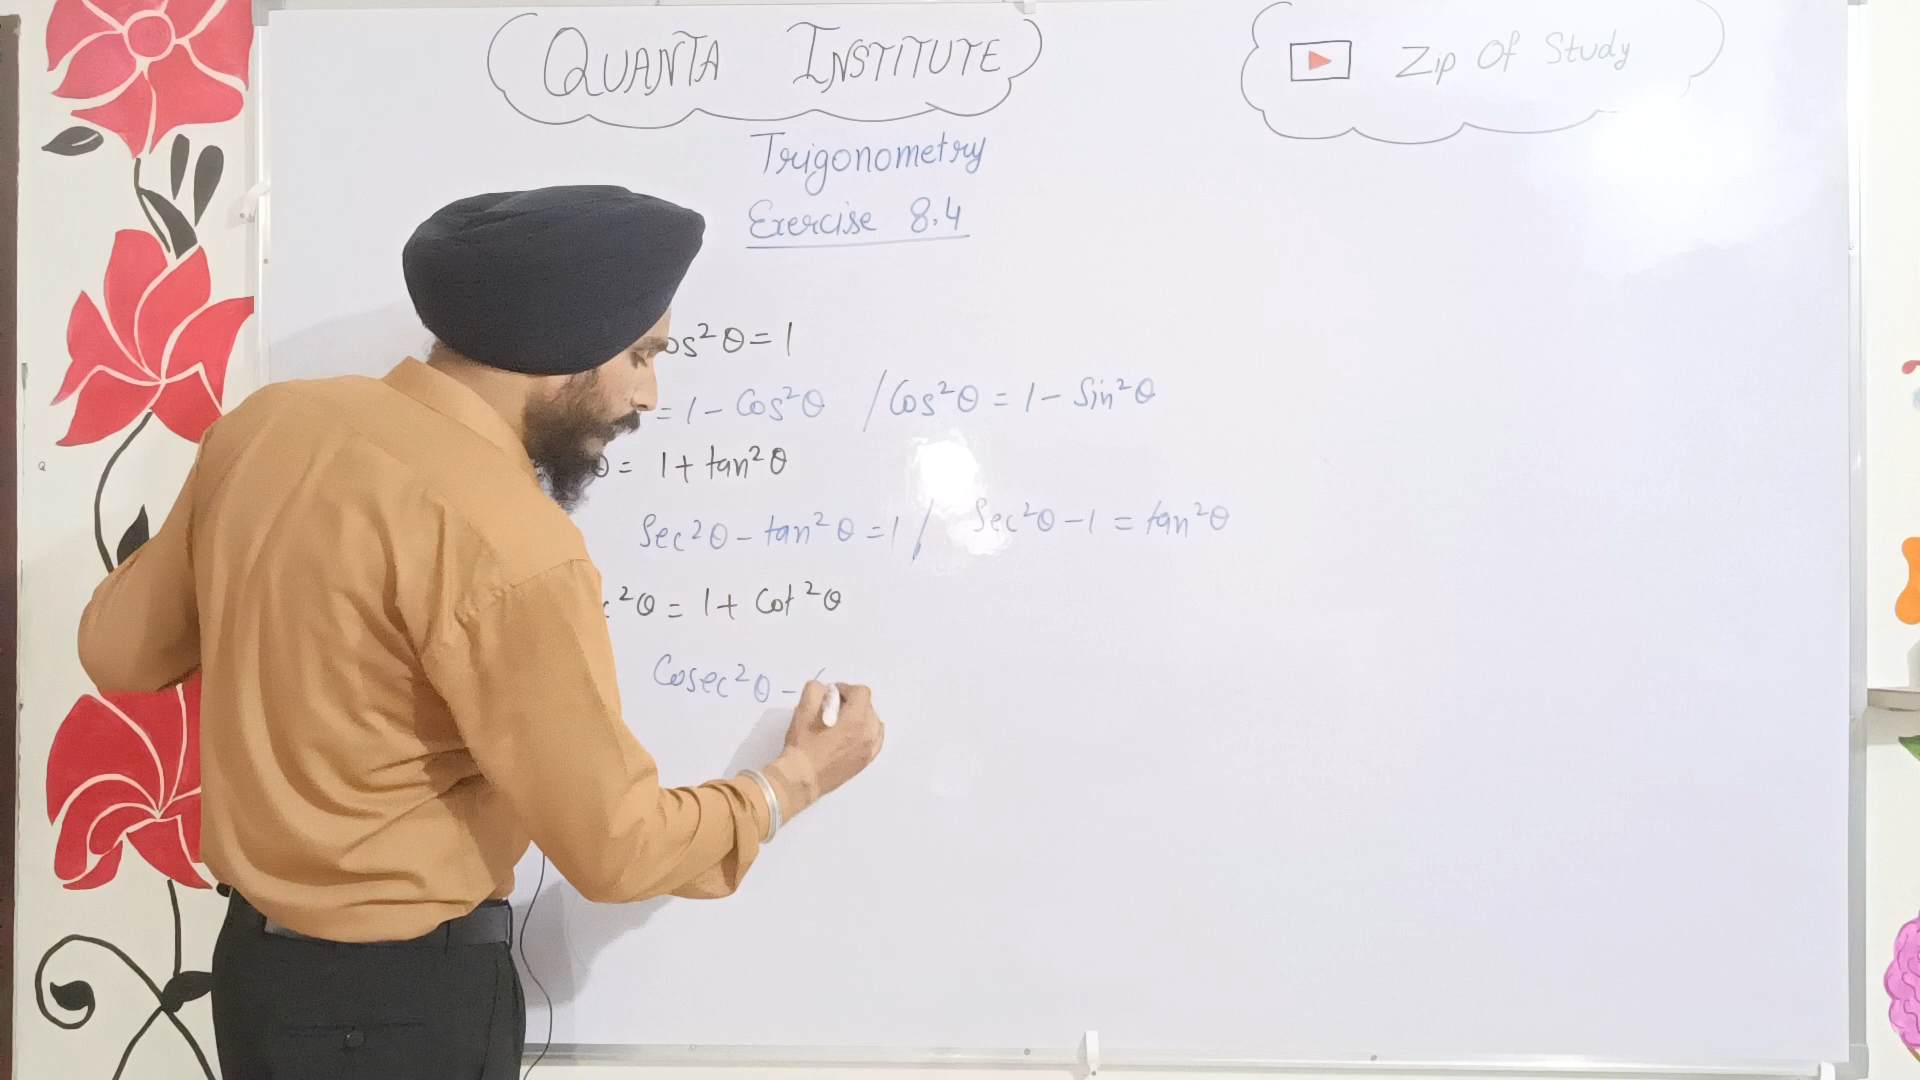 QUANTA INSTITUTE
Zip Of Study
Trigonometry
Exercise 8.4
os²θ = 1
= 1 - Cos²θ / Cos²θ = 1 - Sin²θ
θ = 1 + tan²θ
Sec²θ - tan²θ = 1 / Sec²θ - 1 = tan²θ
c²θ = 1 + Cot²θ
Cosec²θ -